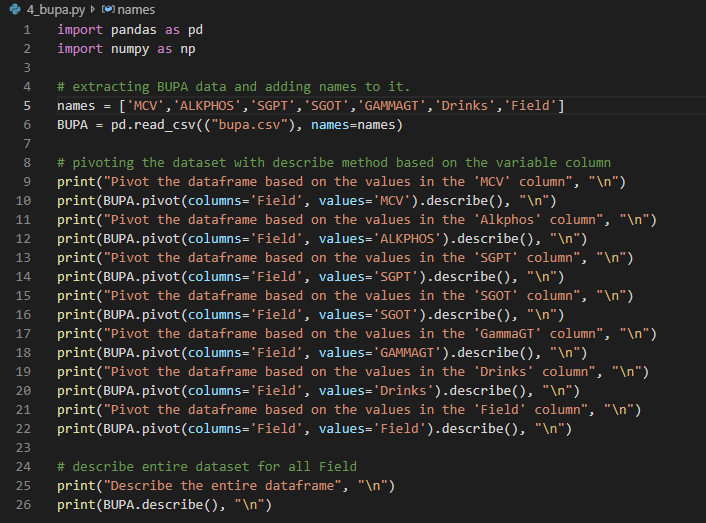 4_bupa.py > names
1 import pandas as pd
2 import numpy as np
3
4 # extracting BUPA data and adding names to it.
5 names = ['MCV','ALKPHOS','SGPT','SGOT','GAMMAGT','Drinks','Field']
6 BUPA = pd.read_csv(("bupa.csv"), names=names)
7
8 # pivoting the dataset with describe method based on the variable column
9 print("Pivot the dataframe based on the values in the 'MCV' column", "\n")
10 print(BUPA.pivot(columns='Field', values='MCV').describe(), "\n")
11 print("Pivot the dataframe based on the values in the 'Alkphos' column", "\n")
12 print(BUPA.pivot(columns='Field', values='ALKPHOS').describe(), "\n")
13 print("Pivot the dataframe based on the values in the 'SGPT' column", "\n")
14 print(BUPA.pivot(columns='Field', values='SGPT').describe(), "\n")
15 print("Pivot the dataframe based on the values in the 'SGOT' column", "\n")
16 print(BUPA.pivot(columns='Field', values='SGOT').describe(), "\n")
17 print("Pivot the dataframe based on the values in the 'GammaGT' column", "\n")
18 print(BUPA.pivot(columns='Field', values='GAMMAGT').describe(), "\n")
19 print("Pivot the dataframe based on the values in the 'Drinks' column", "\n")
20 print(BUPA.pivot(columns='Field', values='Drinks').describe(), "\n")
21 print("Pivot the dataframe based on the values in the 'Field' column", "\n")
22 print(BUPA.pivot(columns='Field', values='Field').describe(), "\n")
23
24 # describe entire dataset for all Field
25 print("Describe the entire dataframe", "\n")
26 print(BUPA.describe(), "\n")